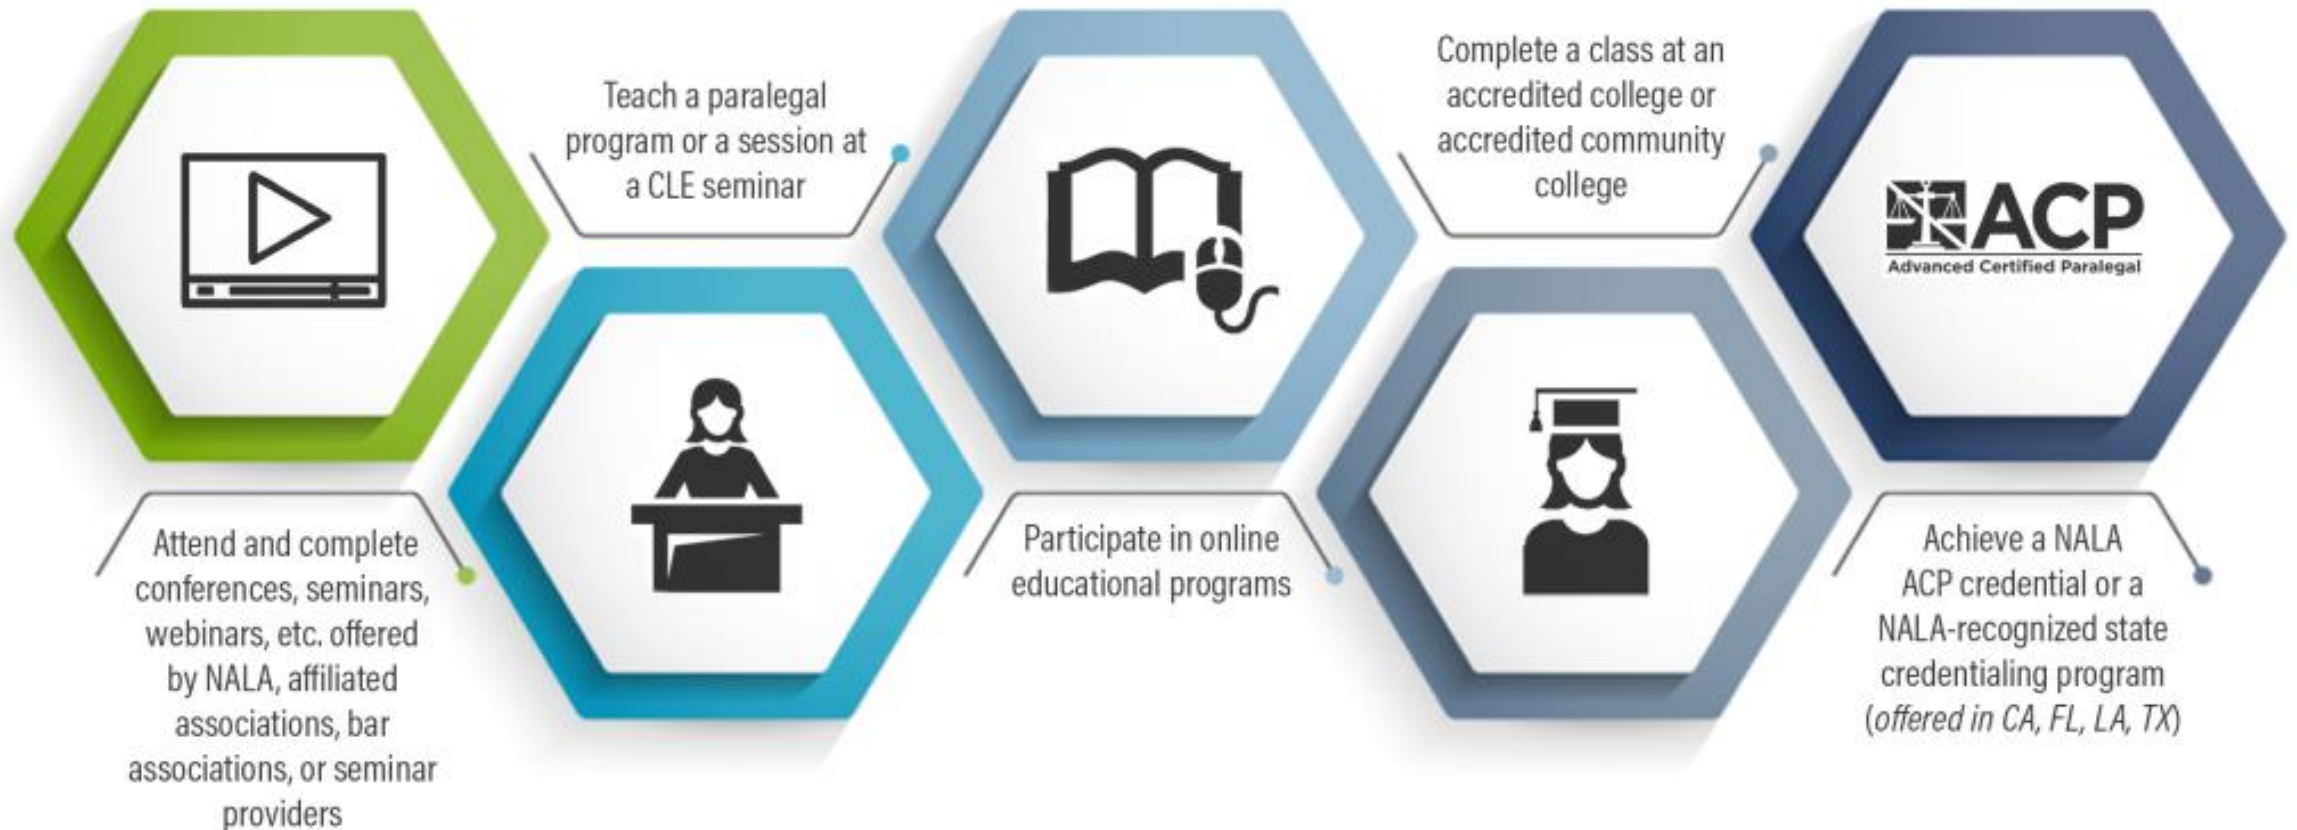 Attend and complete
conferences, seminars,
webinars, etc. offered
by NALA, affiliated
associations, bar
associations, or seminar
providers
Teach a paralegal
program or a session at
a CLE seminar
Participate in online
educational programs
Complete a class at an
accredited college or
accredited community
college
ACP
Advanced Certified Paralegal
Achieve a NALA
ACP credential or a
NALA-recognized state
credentialing program
(offered in CA, FL, LA, TX)